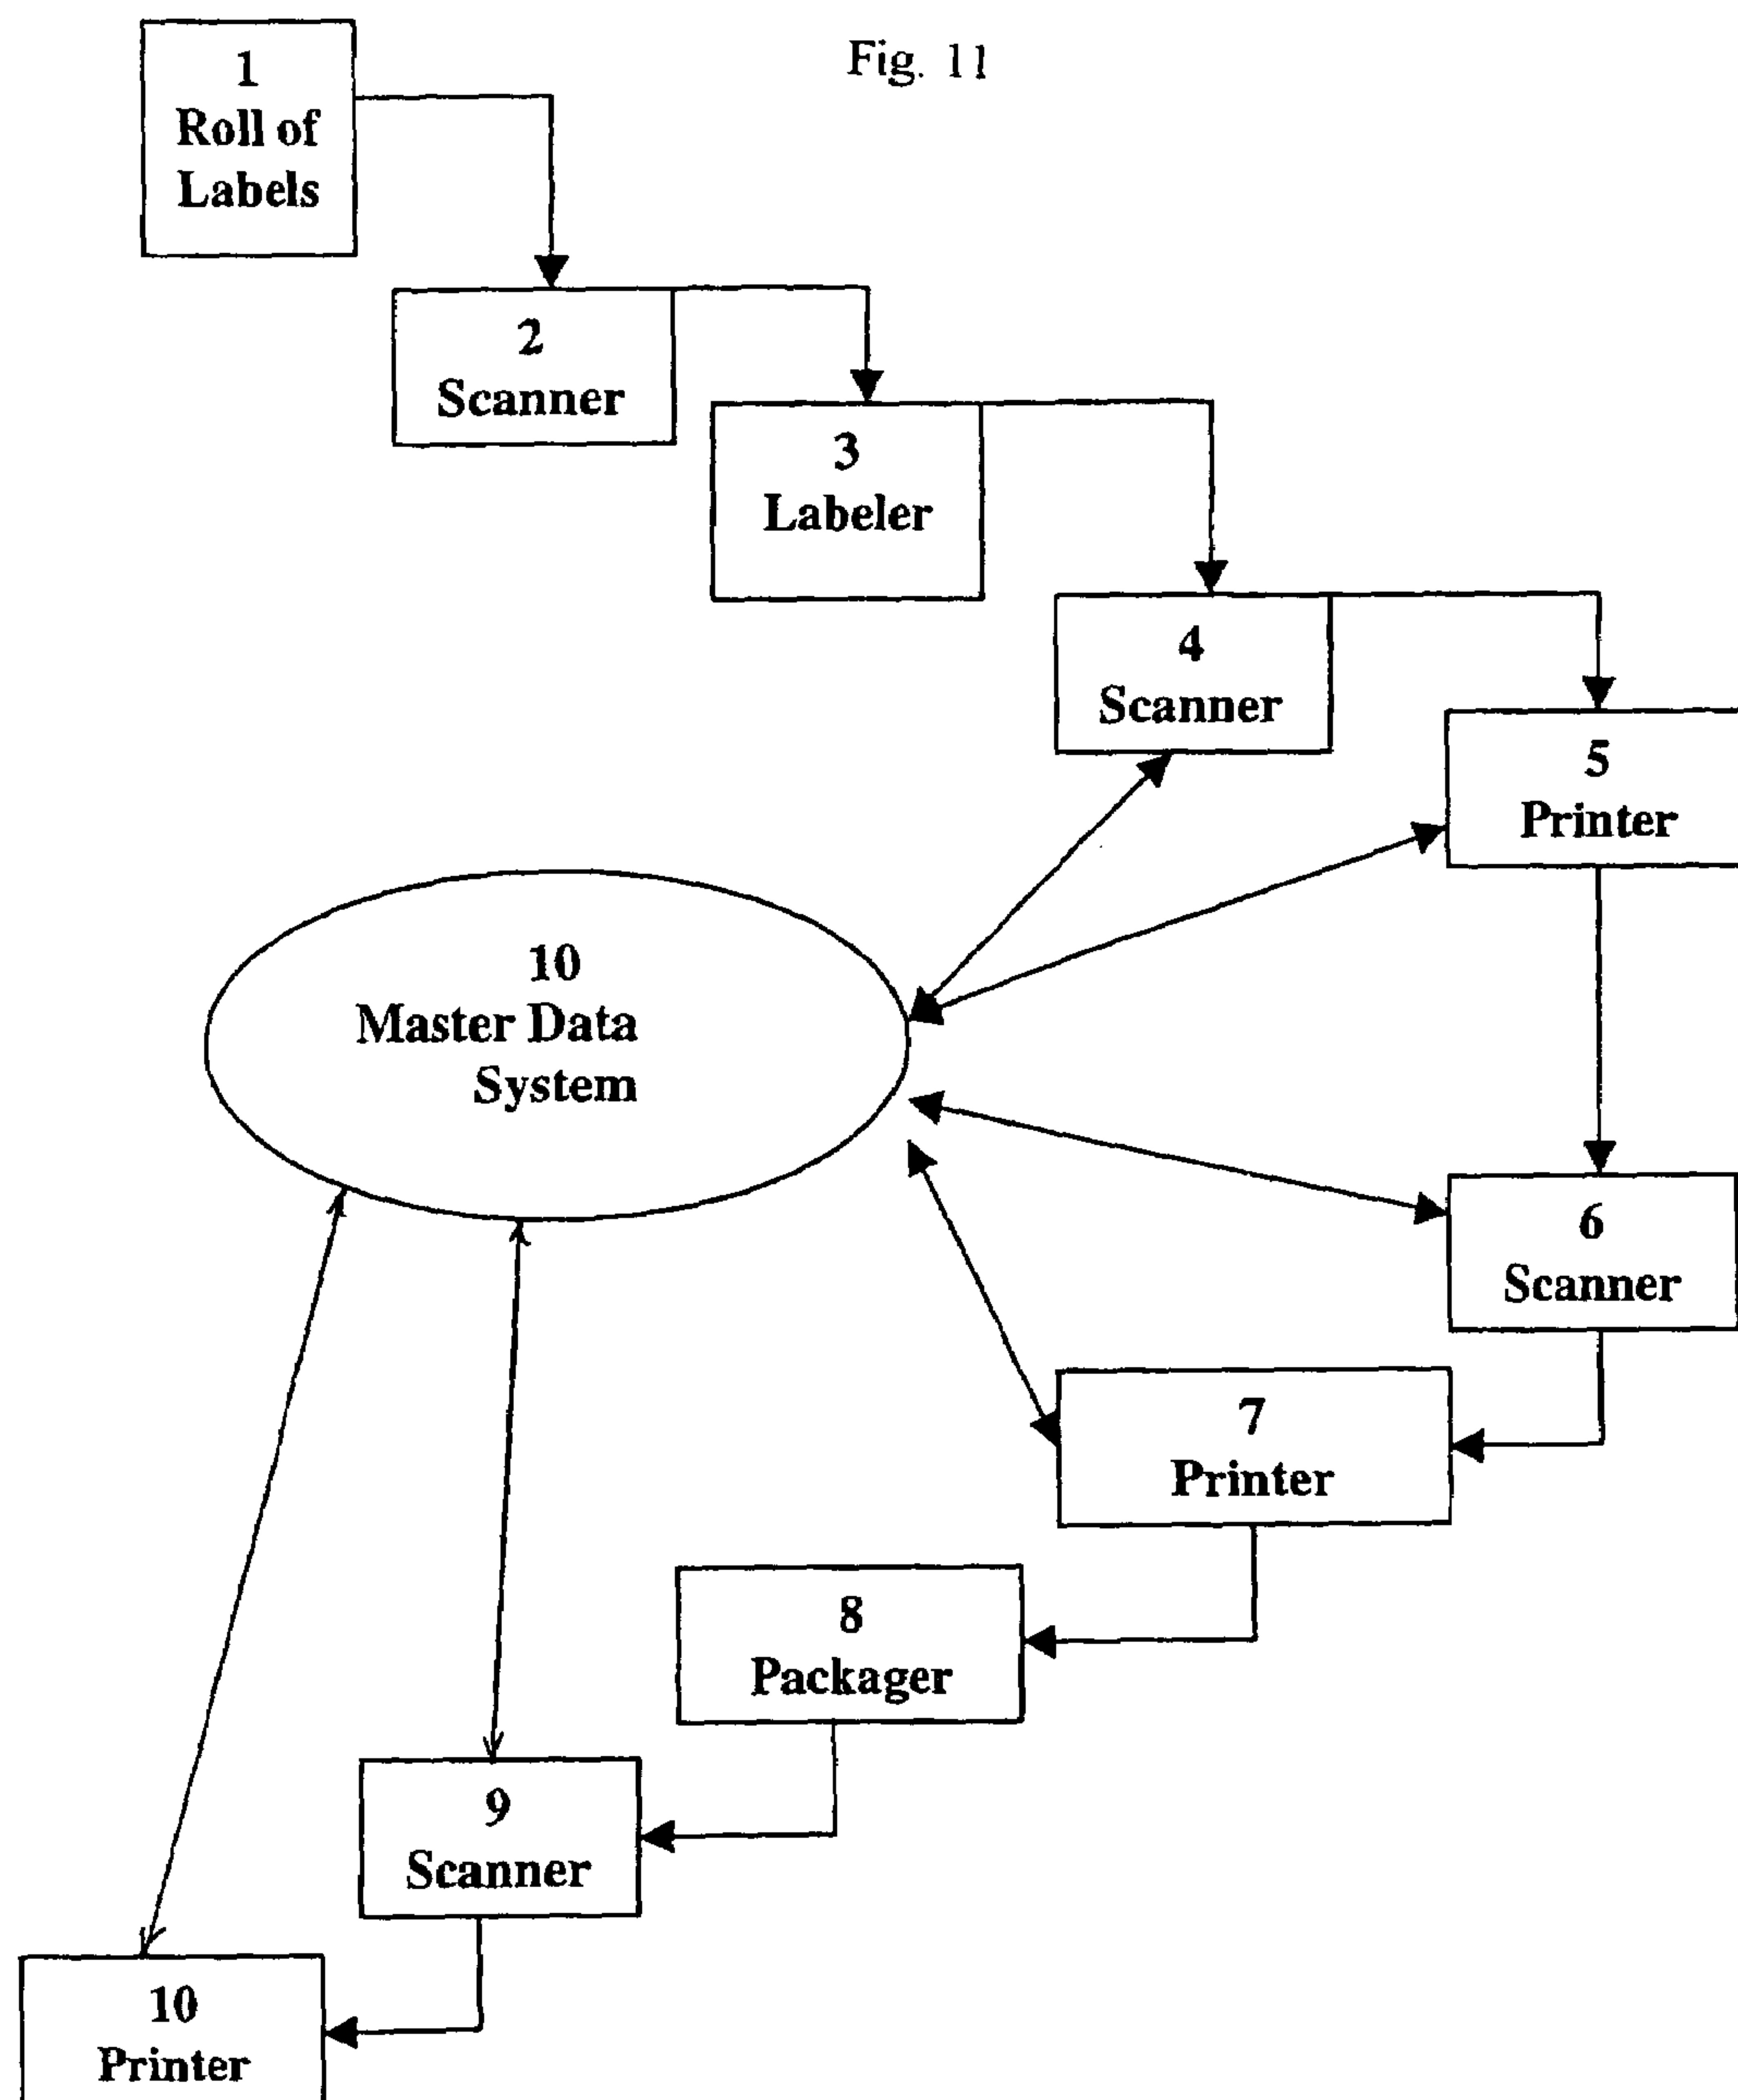 Fig. 11
1
Roll of
Labels
2
Scanner
3
Labeler
4
Scanner
5
Printer
10
Master Data
System
6
Scanner
7
Printer
8
Packager
9
Scanner
10
Printer